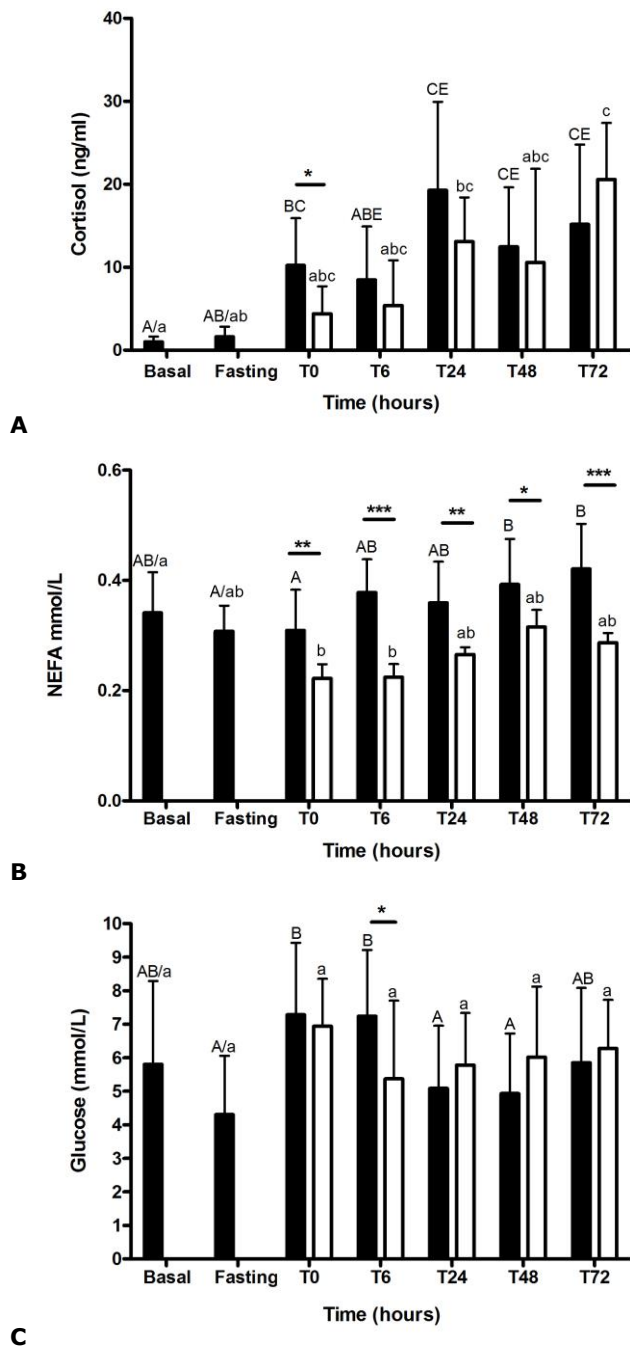 40
30
20
10
0
Cortisol (ng/ml)
A/a
AB/ab
BC
*
abc
ABE
abc
CE
bc
CE
abc
CE
c
Basal Fasting T0 T6 T24 T48 T72
Time (hours)
A
0.6
0.4
0.2
0.0
NEFA mmol/L
AB/a
A/ab
A
**
b
AB
***
b
AB
**
ab
B
*
ab
B
***
ab
Basal Fasting T0 T6 T24 T48 T72
Time (hours)
B
10
9
8
7
6
5
4
3
2
1
0
Glucose (mmol/L)
AB/a
A/a
B
a
B
*
a
A
a
A
a
AB
a
Basal Fasting T0 T6 T24 T48 T72
Time (hours)
C